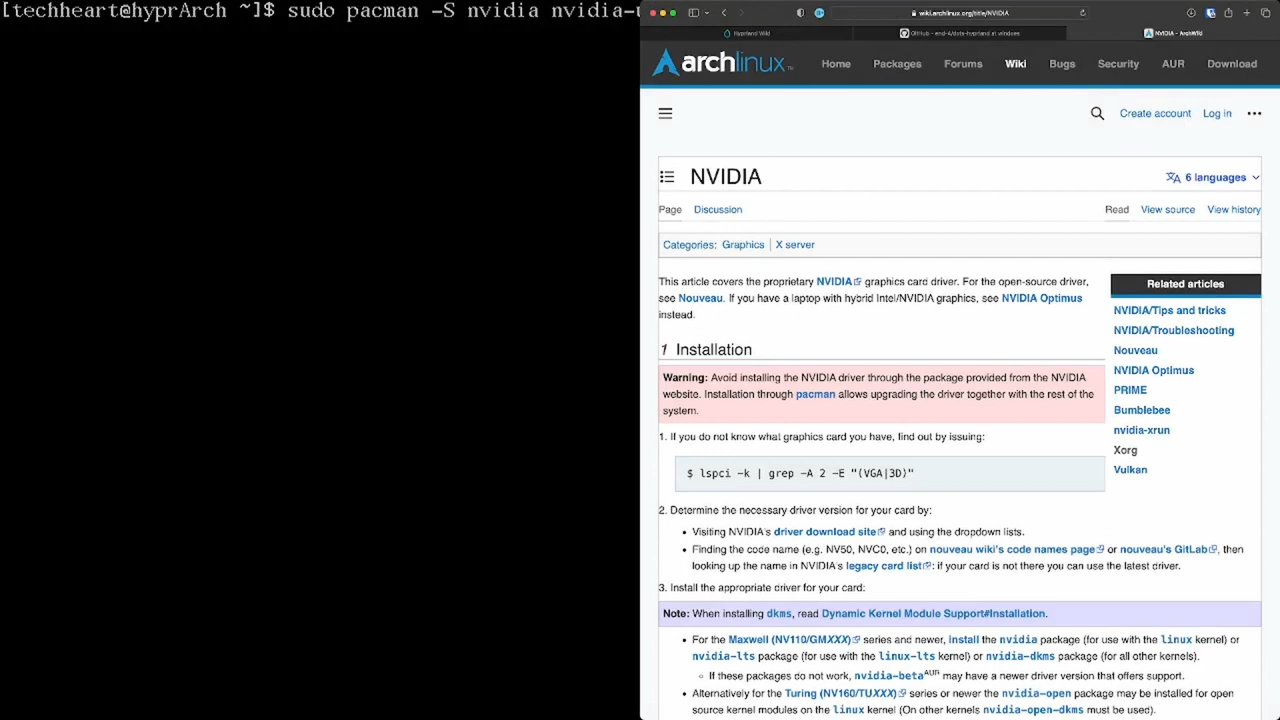 [techheart@hyprArch ~]$ sudo pacman -S nvidia nvidia-u
wiki.archlinux.org/title/NVIDIA
Hyprland Wiki
GitHub - end-4/dots-hyprland at windows
NVIDIA - ArchWiki
archlinux
Home Packages Forums Wiki Bugs Security AUR Download
Create account Log in
NVIDIA
6 languages
Page Discussion Read View source View history
Categories: Graphics | X server
This article covers the proprietary NVIDIA graphics card driver. For the open-source driver,
see Nouveau. If you have a laptop with hybrid Intel/NVIDIA graphics, see NVIDIA Optimus
instead.
Related articles
NVIDIA/Tips and tricks
NVIDIA/Troubleshooting
Nouveau
NVIDIA Optimus
PRIME
Bumblebee
nvidia-xrun
Xorg
Vulkan
1 Installation
Warning: Avoid installing the NVIDIA driver through the package provided from the NVIDIA
website. Installation through pacman allows upgrading the driver together with the rest of the
system.
1. If you do not know what graphics card you have, find out by issuing:
$ lspci -k | grep -A 2 -E "(VGA|3D)"
2. Determine the necessary driver version for your card by:
• Visiting NVIDIA's driver download site and using the dropdown lists.
• Finding the code name (e.g. NV50, NVC0, etc.) on nouveau wiki's code names page or nouveau's GitLab, then
looking up the name in NVIDIA's legacy card list: if your card is not there you can use the latest driver.
3. Install the appropriate driver for your card:
Note: When installing dkms, read Dynamic Kernel Module Support#Installation.
• For the Maxwell (NV110/GMXXX) series and newer, install the nvidia package (for use with the linux kernel) or
nvidia-lts package (for use with the linux-lts kernel) or nvidia-dkms package (for all other kernels).
◦ If these packages do not work, nvidia-betaAUR may have a newer driver version that offers support.
• Alternatively for the Turing (NV160/TUXXX) series or newer the nvidia-open package may be installed for open
source kernel modules on the linux kernel (On other kernels nvidia-open-dkms must be used).